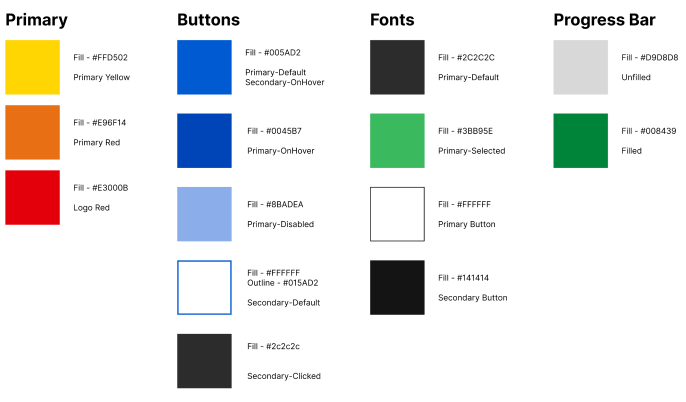 Primary
Fill - #FFD502
Primary Yellow
Fill - #E96F14
Primary Red
Fill - #E3000B
Logo Red
Buttons
Fill - #005AD2
Primary-Default
Secondary-OnHover
Fill - #0045B7
Primary-OnHover
Fill - #8BADEA
Primary-Disabled
Fill - #FFFFFF
Outline - #015AD2
Secondary-Default
Fill - #2c2c2c
Secondary-Clicked
Fonts
Fill - #2C2C2C
Primary-Default
Fill - #3BB95E
Primary-Selected
Fill - #FFFFFF
Primary Button
Fill - #141414
Secondary Button
Progress Bar
Fill - #D9D8D8
Unfilled
Fill - #008439
Filled